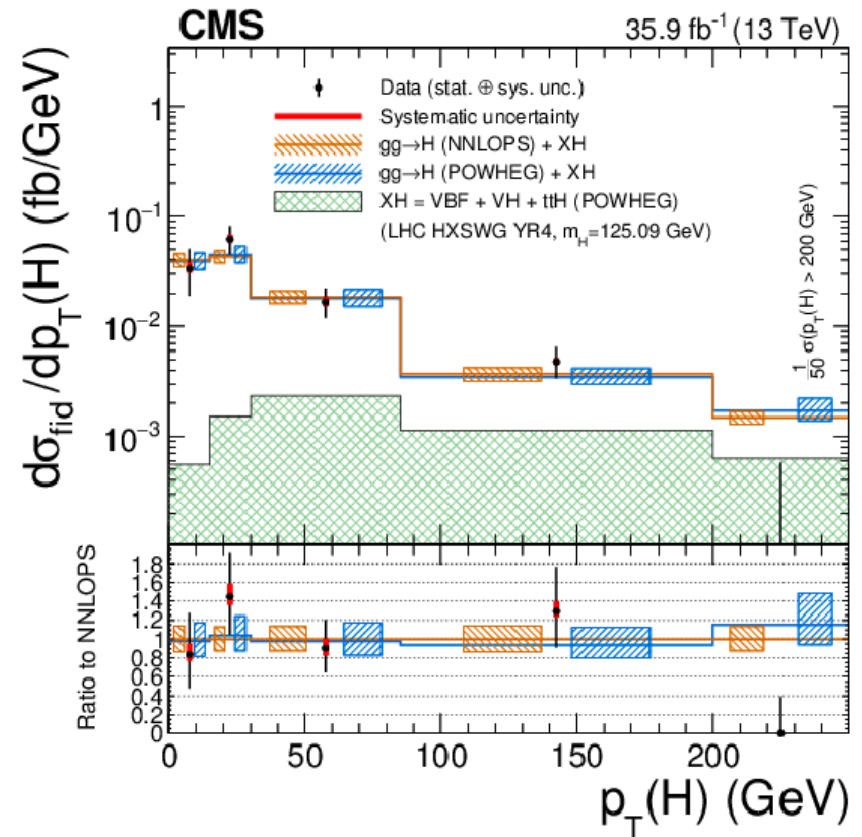 CMS 35.9 fb⁻¹ (13 TeV)
dσ_fid/dp_T(H) (fb/GeV)
1
10⁻¹
10⁻²
10⁻³
Data (stat. ⊕ sys. unc.)
Systematic uncertainty
gg→H (NNLOPS) + XH
gg→H (POWHEG) + XH
XH = VBF + VH + ttH (POWHEG)
(LHC HXSWG YR4, m_H=125.09 GeV)
1/50 σ(p_T(H) > 200 GeV)
Ratio to NNLOPS
1.8
1.6
1.4
1.2
1
0.8
0.6
0.4
0.2
0
0 50 100 150 200
p_T(H) (GeV)